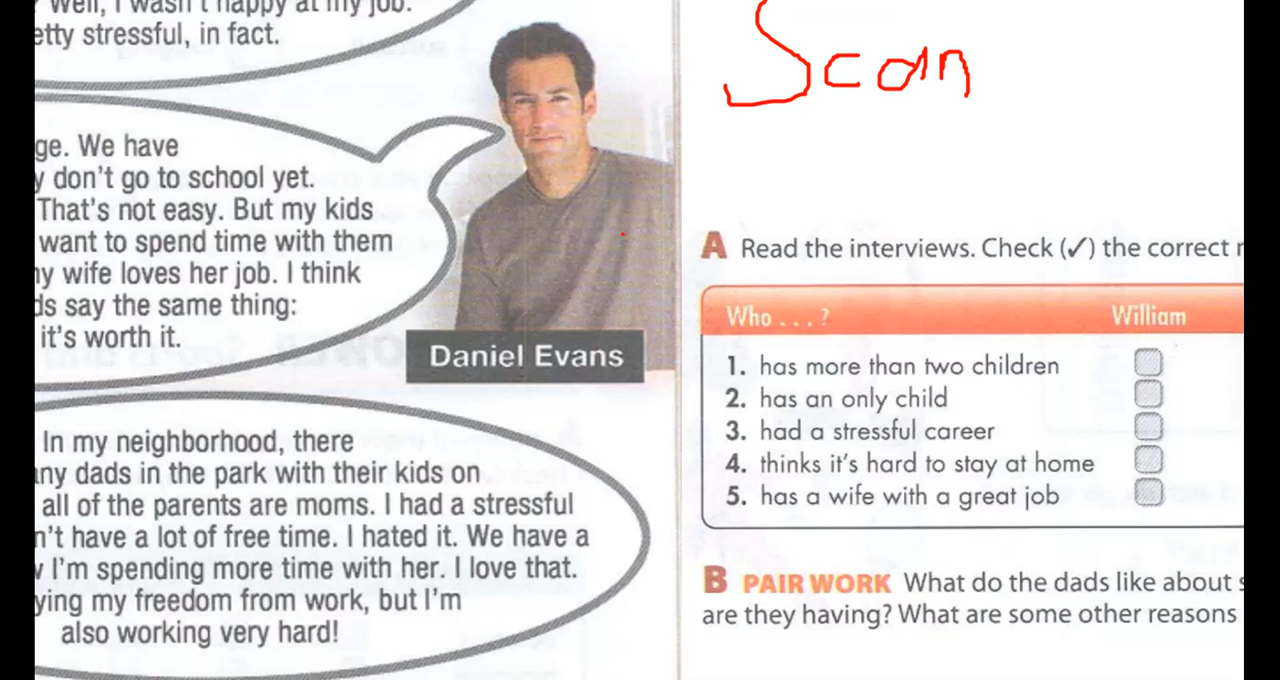 Well, I wasn't happy at my job.
etty stressful, in fact.
ge. We have
y don't go to school yet.
That's not easy. But my kids
want to spend time with them
ny wife loves her job. I think
ds say the same thing:
it's worth it.
Daniel Evans
In my neighborhood, there
any dads in the park with their kids on
all of the parents are moms. I had a stressful
n't have a lot of free time. I hated it. We have a
I'm spending more time with her. I love that.
ying my freedom from work, but I'm
also working very hard!
Scan
A Read the interviews. Check (✓) the correct
Who . . . ? William
1. has more than two children
2. has an only child
3. had a stressful career
4. thinks it's hard to stay at home
5. has a wife with a great job
B PAIR WORK What do the dads like about s
are they having? What are some other reasons